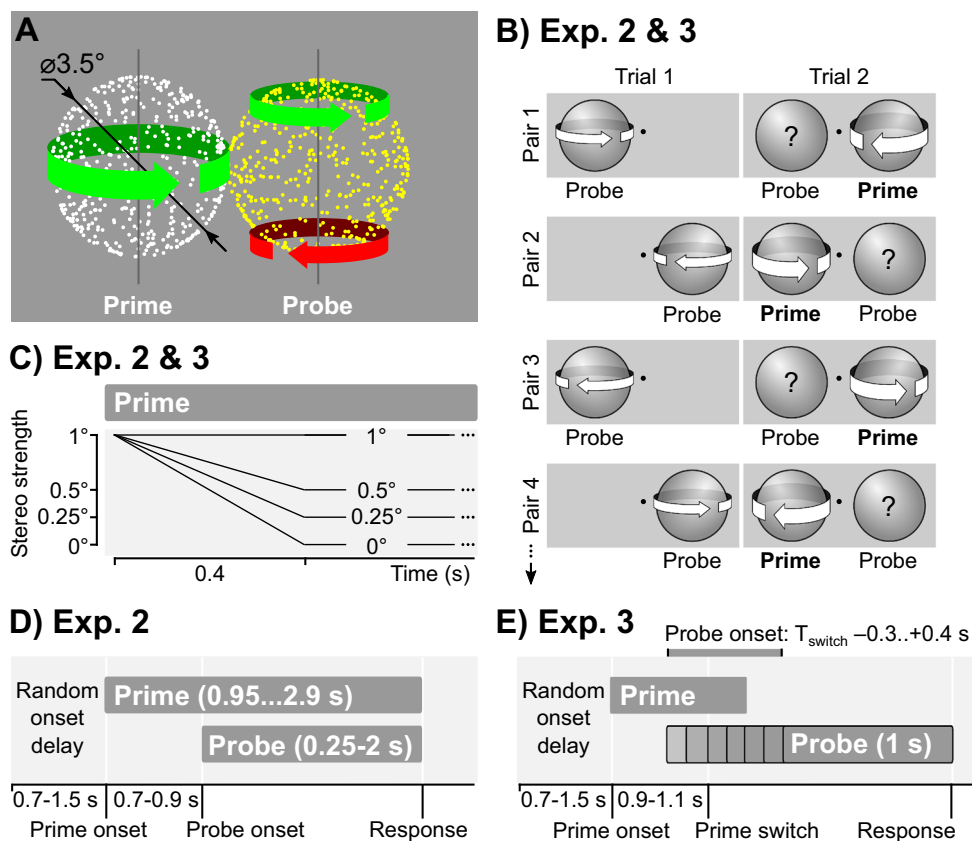 A
ø3.5°
Prime
Probe
B) Exp. 2 & 3
Trial 1
Trial 2
Pair 1
?
Probe
Probe
Prime
Pair 2
?
Probe
Prime
Probe
Pair 3
?
Probe
Probe
Prime
Pair 4
...
?
Probe
Prime
Probe
C) Exp. 2 & 3
Prime
Stereo strength
1°
1°
...
0.5°
0.5°
...
0.25°
0.25°
...
0°
0°
...
0.4
Time (s)
D) Exp. 2
Random
onset
delay
Prime (0.95...2.9 s)
Probe (0.25-2 s)
0.7-1.5 s
0.7-0.9 s
Prime onset
Probe onset
Response
E) Exp. 3
Probe onset: Tswitch –0.3..+0.4 s
Random
onset
delay
Prime
Probe (1 s)
0.7-1.5 s
0.9-1.1 s
Prime onset
Prime switch
Response